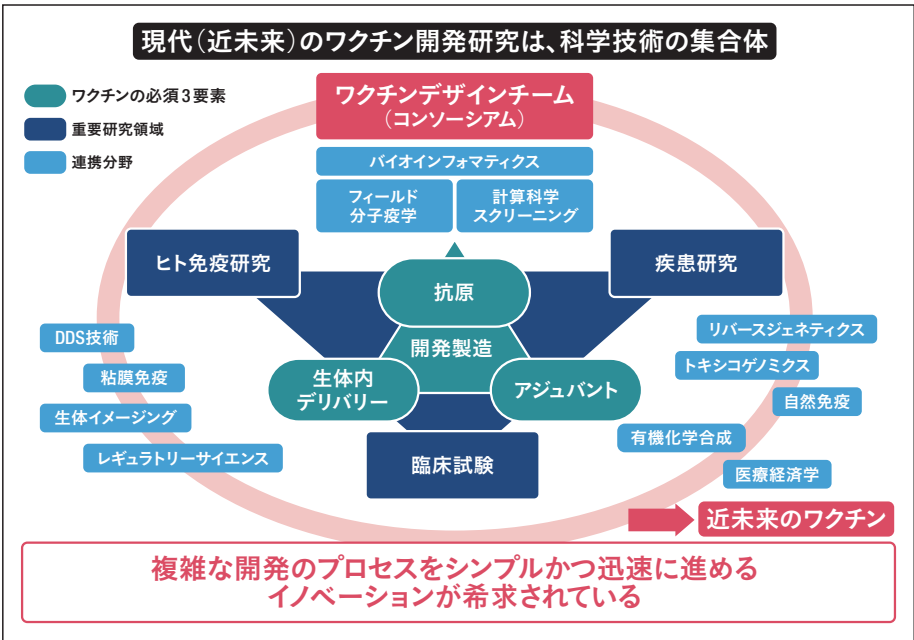 現代（近未来）のワクチン開発研究は、科学技術の集合体
ワクチンの必須3要素
重要研究領域
連携分野
ワクチンデザインチーム
（コンソーシアム）
バイオインフォマティクス
フィールド
分子疫学
計算科学
スクリーニング
ヒト免疫研究
疾患研究
抗原
開発製造
生体内
デリバリー
アジュバント
臨床試験
DDS技術
粘膜免疫
生体イメージング
レギュラトリーサイエンス
リバースジェネティクス
トキシコゲノミクス
自然免疫
有機化学合成
医療経済学
近未来のワクチン
複雑な開発のプロセスをシンプルかつ迅速に進める
イノベーションが希求されている